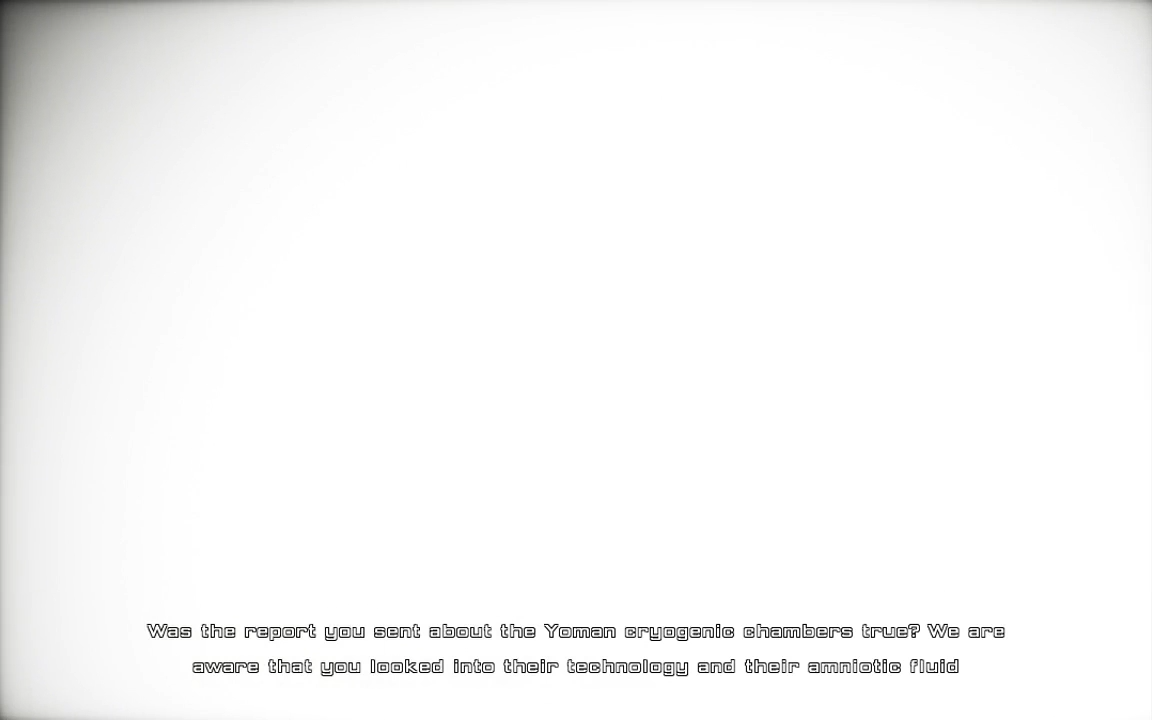 Was the report you sent about the Yoman cryogenic chambers true? We are
aware that you looked into their technology and their amniotic fluid